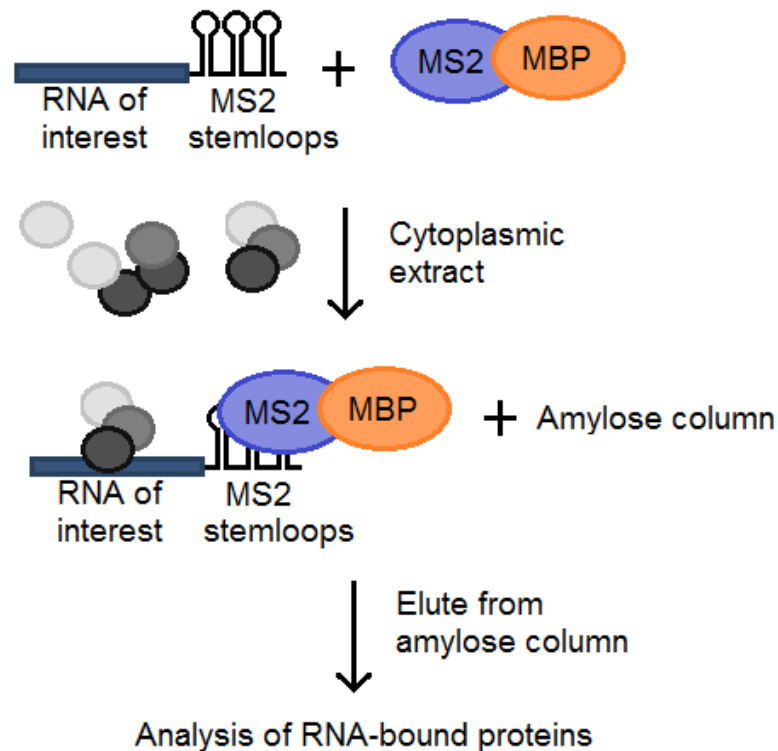 +
MS2 MBP
RNA of
interest
MS2
stemloops
Cytoplasmic
extract
MS2 MBP
+ Amylose column
RNA of
interest
MS2
stemloops
Elute from
amylose column
Analysis of RNA-bound proteins